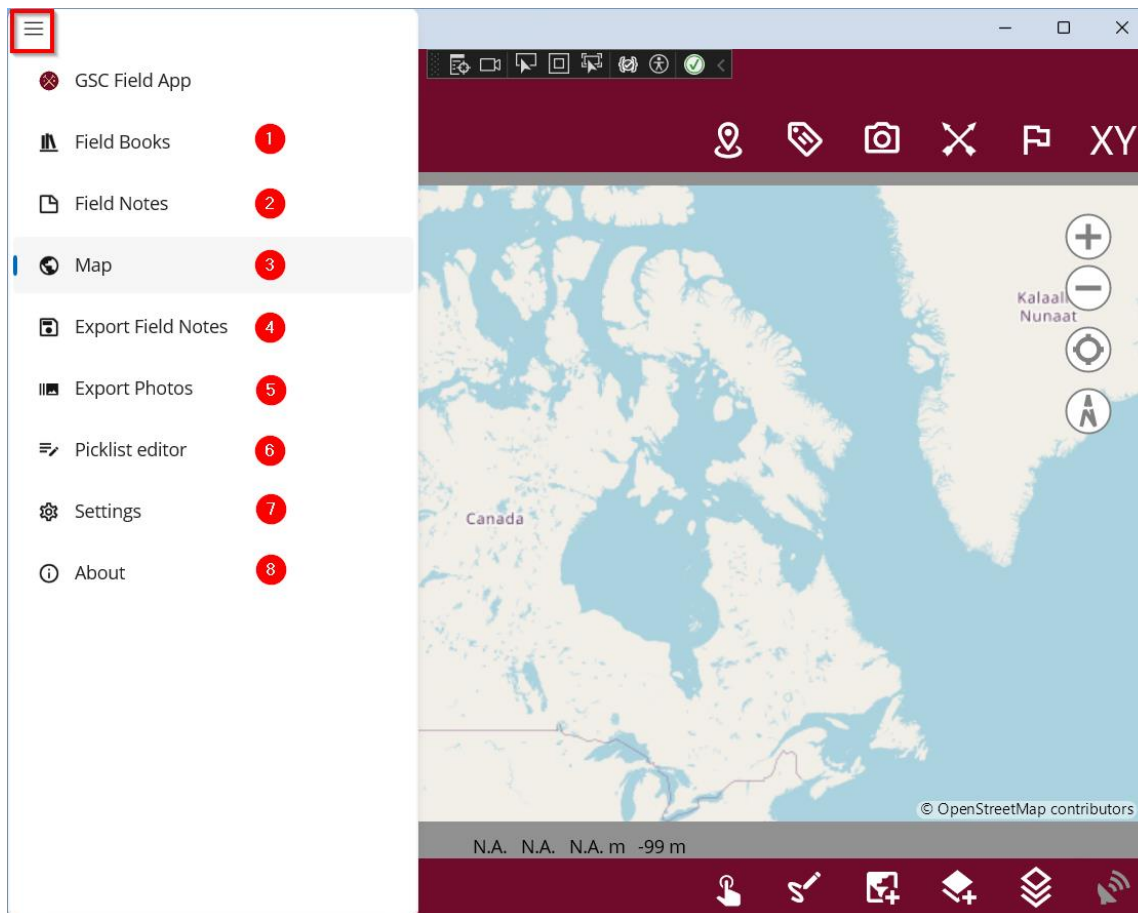 GSC Field App
Field Books 1
Field Notes 2
Map 3
Export Field Notes 4
Export Photos 5
Picklist editor 6
Settings 7
About 8
XY
Kalaall
Nunaat
Canada
© OpenStreetMap contributors
N.A. N.A. N.A. m -99 m